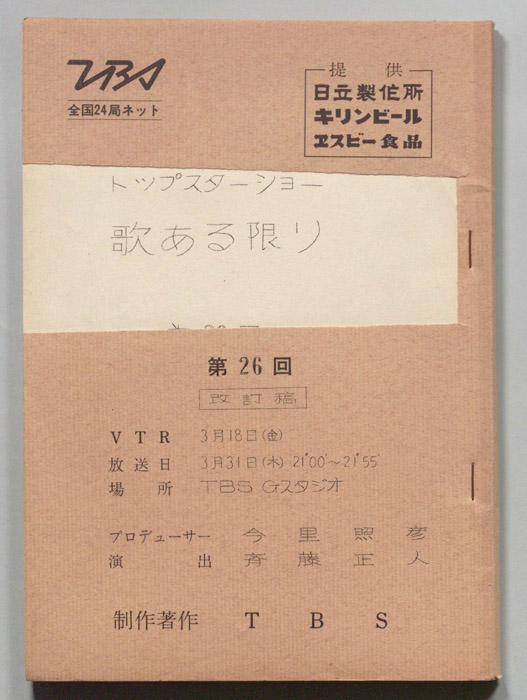 TBS
全国24局ネット
提供
日立製作所
キリンビール
ヱスビー食品
トップスターショー
歌ある限り
第26回
改訂稿
VTR 3月18日(金)
放送日 3月31日(木) 21°00'~21°55'
場所 TBS Gスタジオ
プロデューサー 今里照彦
演出 斉藤正人
制作著作 TBS